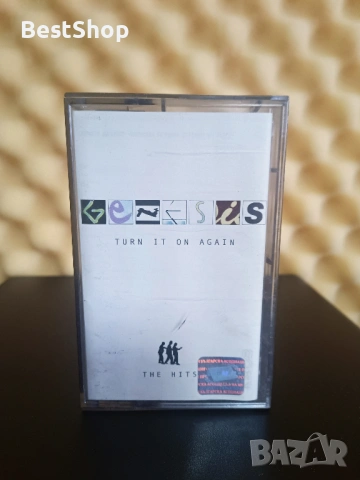 BestShop
GENESIS
TURN IT ON AGAIN
THE HITS
BAZAR